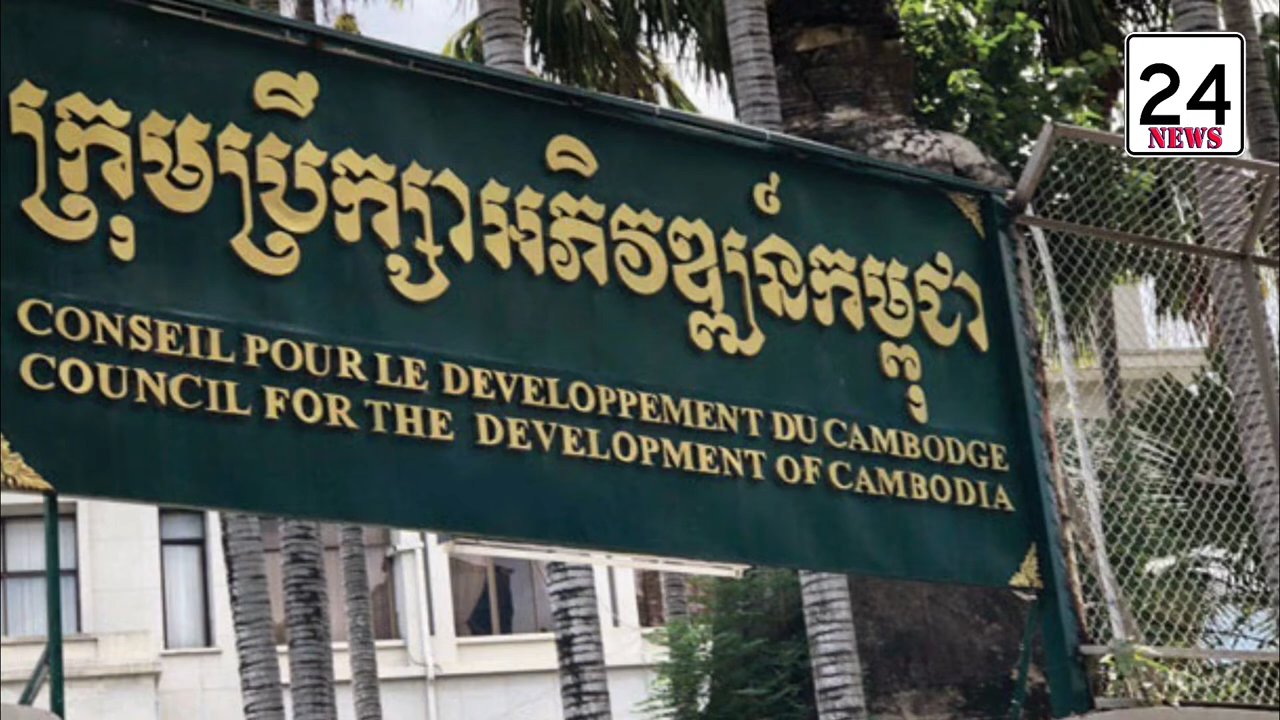 ក្រុមប្រឹក្សាអភិវឌ្ឍន៍កម្ពុជា
CONSEIL POUR LE DEVELOPPEMENT DU CAMBODGE
COUNCIL FOR THE DEVELOPMENT OF CAMBODIA
24
NEWS